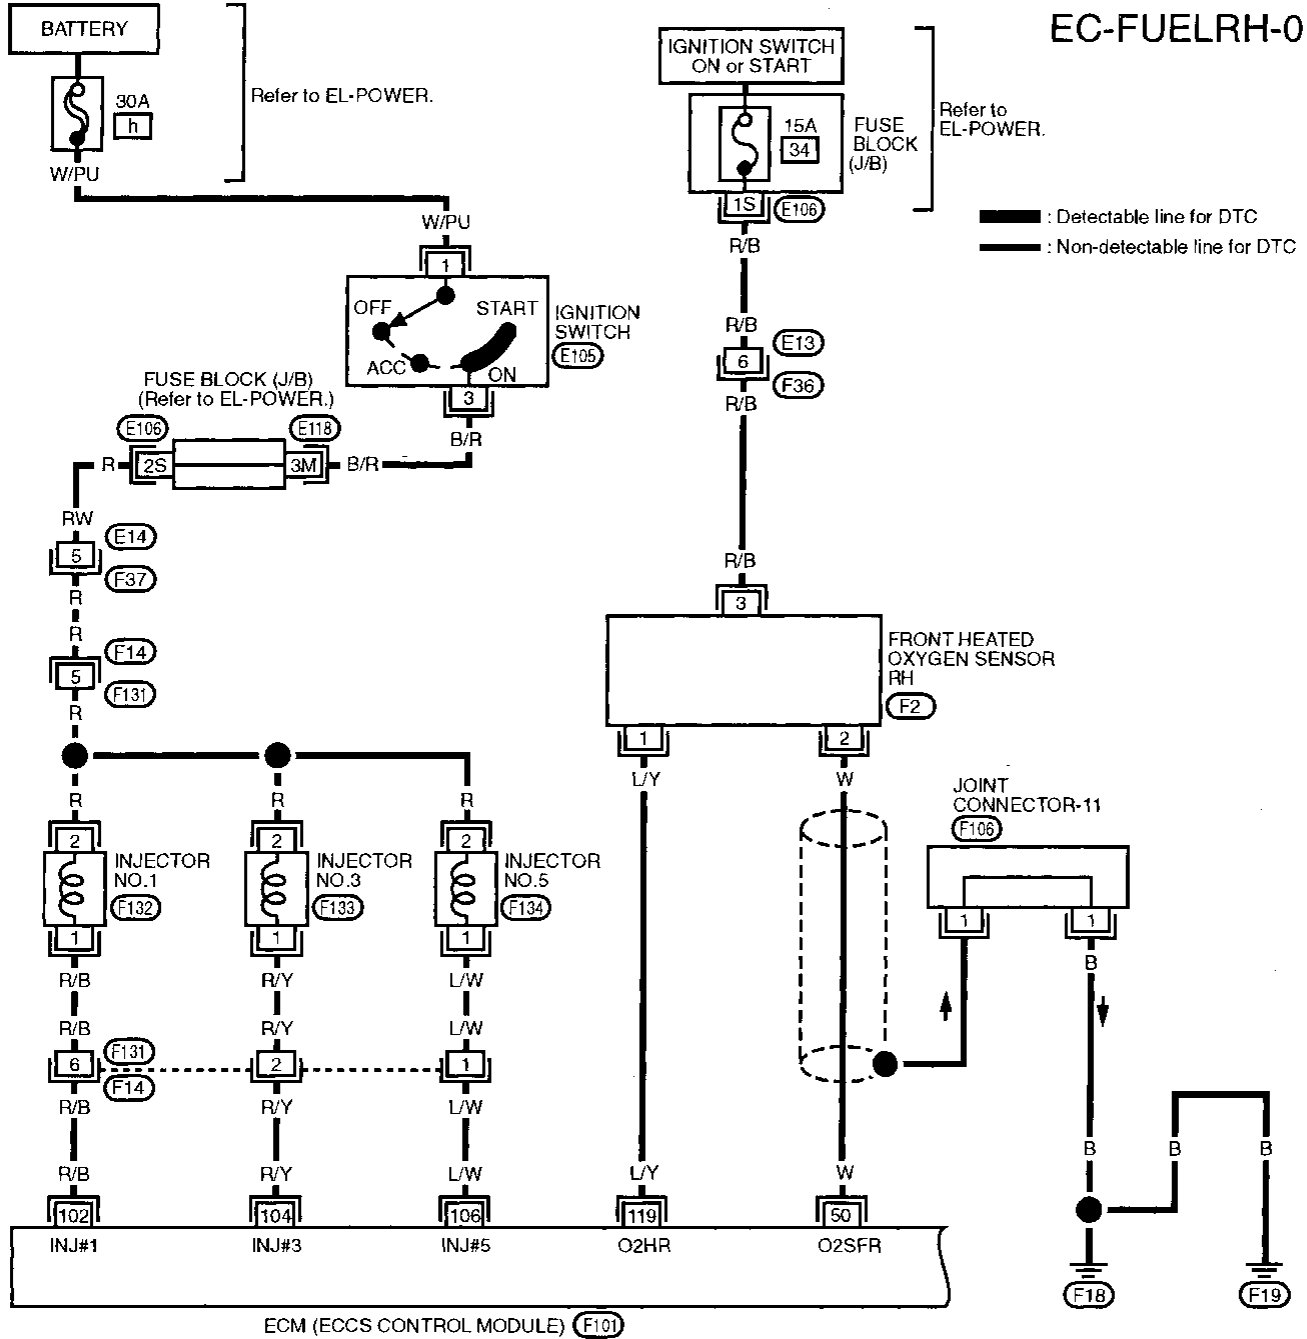 EC-FUELRH-0
BATTERY
30A
h
Refer to EL-POWER.
W/PU
W/PU
1
OFF
START
ACC
ON
IGNITION
SWITCH
E105
3
B/R
FUSE BLOCK (J/B)
(Refer to EL-POWER.)
E106
E118
R
2S
3M
B/R
RW
5
E14
F37
R
R
F14
5
F131
R
R
R
R
2
2
2
INJECTOR
NO.1
F132
INJECTOR
NO.3
F133
INJECTOR
NO.5
F134
1
1
1
R/B
R/Y
L/W
R/B
R/Y
L/W
6
F131
F14
2
1
R/B
R/Y
L/W
R/B
R/Y
L/W
IGNITION SWITCH
ON or START
15A
34
FUSE
BLOCK
(J/B)
Refer to
EL-POWER.
1S
E106
R/B
: Detectable line for DTC
: Non-detectable line for DTC
R/B
6
E13
F36
R/B
R/B
3
FRONT HEATED
OXYGEN SENSOR
RH
F2
1
2
L/Y
W
JOINT
CONNECTOR-11
F106
1
1
B
L/Y
W
B
B
B
102
104
106
119
50
INJ#1
INJ#3
INJ#5
O2HR
O2SFR
F18
F19
ECM (ECCS CONTROL MODULE)
F101